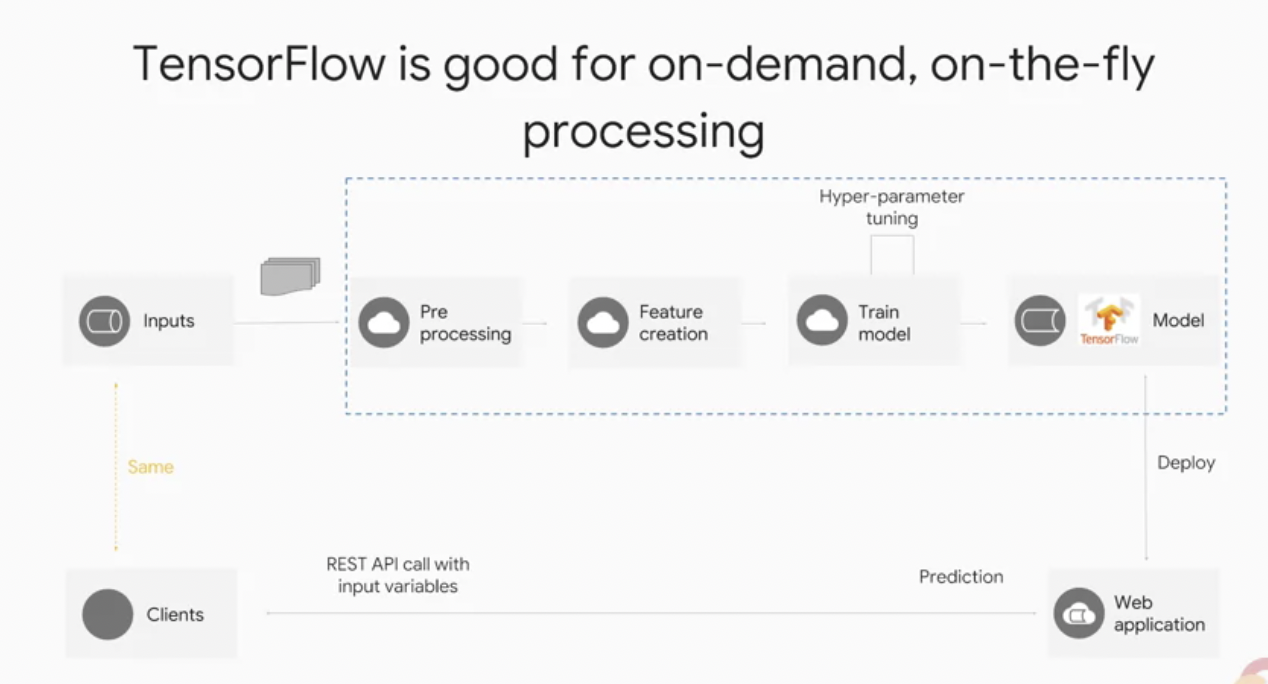 TensorFlow is good for on-demand, on-the-fly
processing
Hyper-parameter
tuning
Inputs
Pre
processing
Feature
creation
Train
model
TensorFlow
Model
Same
Deploy
REST API call with
input variables
Prediction
Clients
Web
application